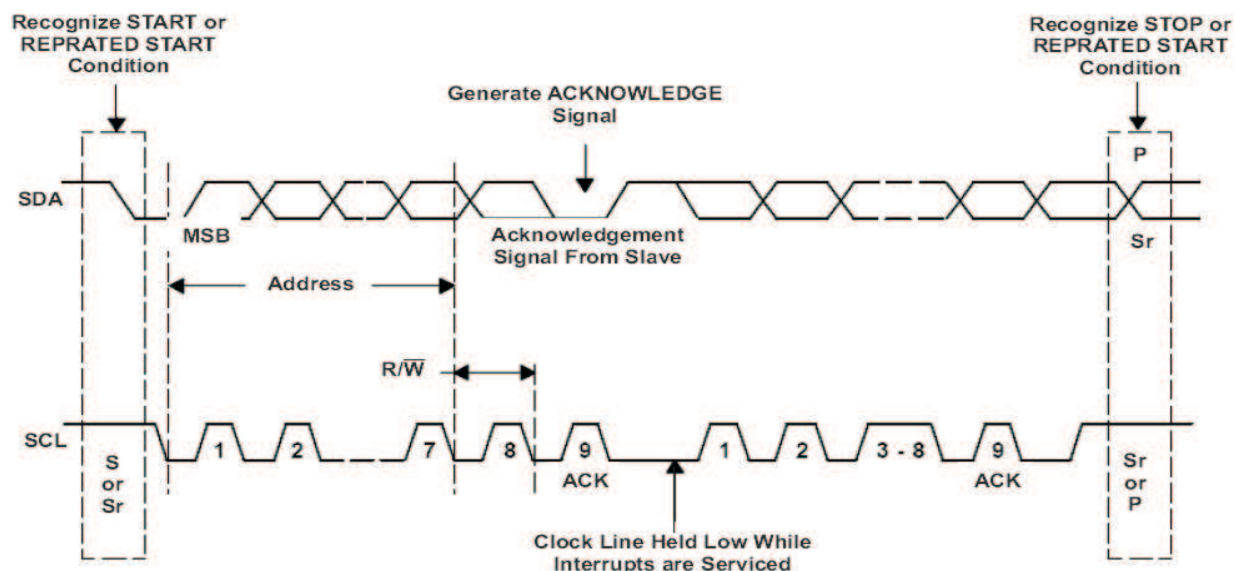 Recognize START or
REPRATED START
Condition
Recognize STOP or
REPRATED START
Condition
Generate ACKNOWLEDGE
Signal
P
SDA
MSB
Acknowledgement
Signal From Slave
Sr
Address
R/W̅
SCL
1
2
7
8
9
1
2
3 - 8
9
ACK
ACK
S
or
Sr
Sr
or
P
Clock Line Held Low While
Interrupts are Serviced